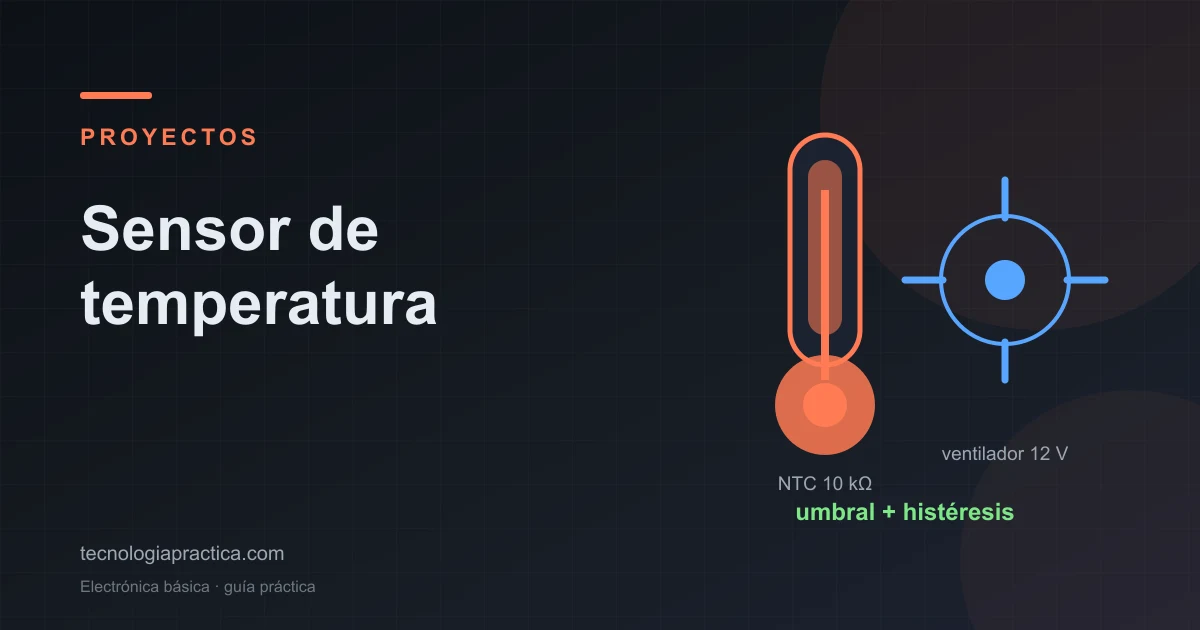 PROYECTOS
Sensor de
temperatura
ventilador 12 V
NTC 10 kΩ
umbral + histéresis
tecnologiapractica.com
Electrónica básica · guía práctica